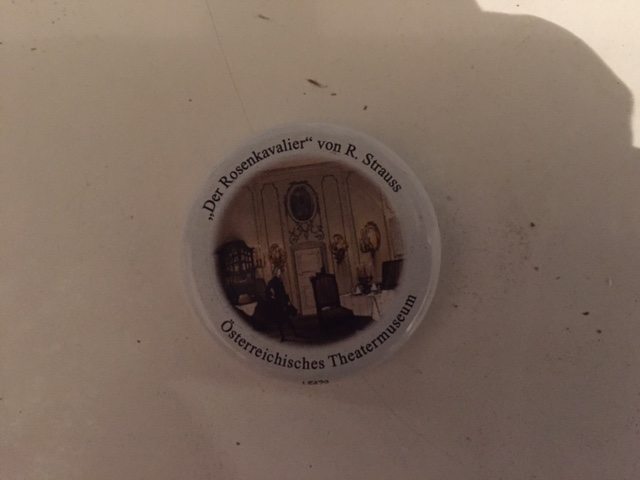 „Der Rosenkavalier“ von R. Strauss
Österreichisches Theatermuseum